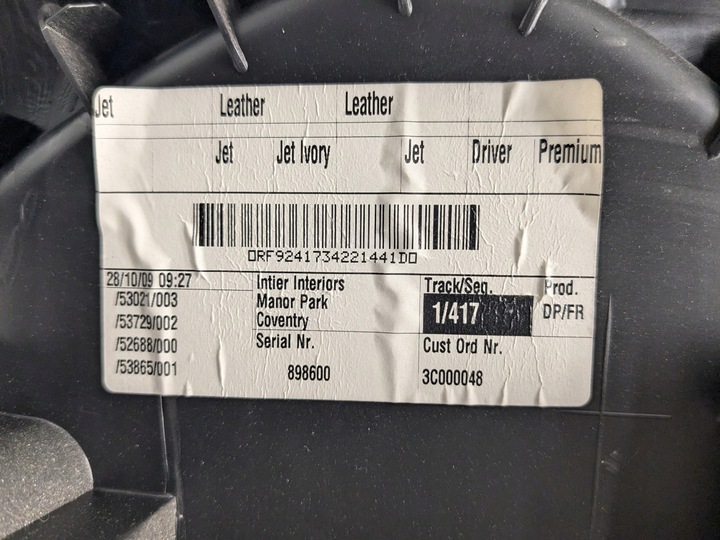 Jet Leather Leather
Jet Jet Ivory Jet Driver Premium
ORF9241734221441D0
28/10/09 09:27 Intier Interiors Track/Seq. Prod.
/53021/003 Manor Park 1/417 DP/FR
/53729/002 Coventry
/52688/000 Serial Nr. Cust Ord Nr.
/53865/001 898600 3C000048